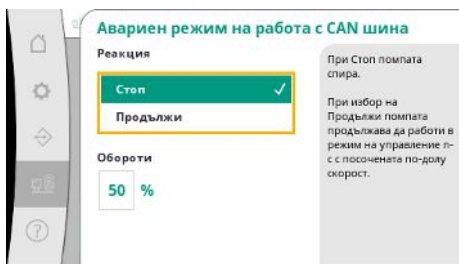 Авариен режим на работа с CAN шина
Реакция
Стоп
Продължи
Обороти
50 %
При Стоп помпата
спира.
При избор на
Продължи помпата
продължава да работи в
режим на управление n-
c с посочената по-долу
скорост.